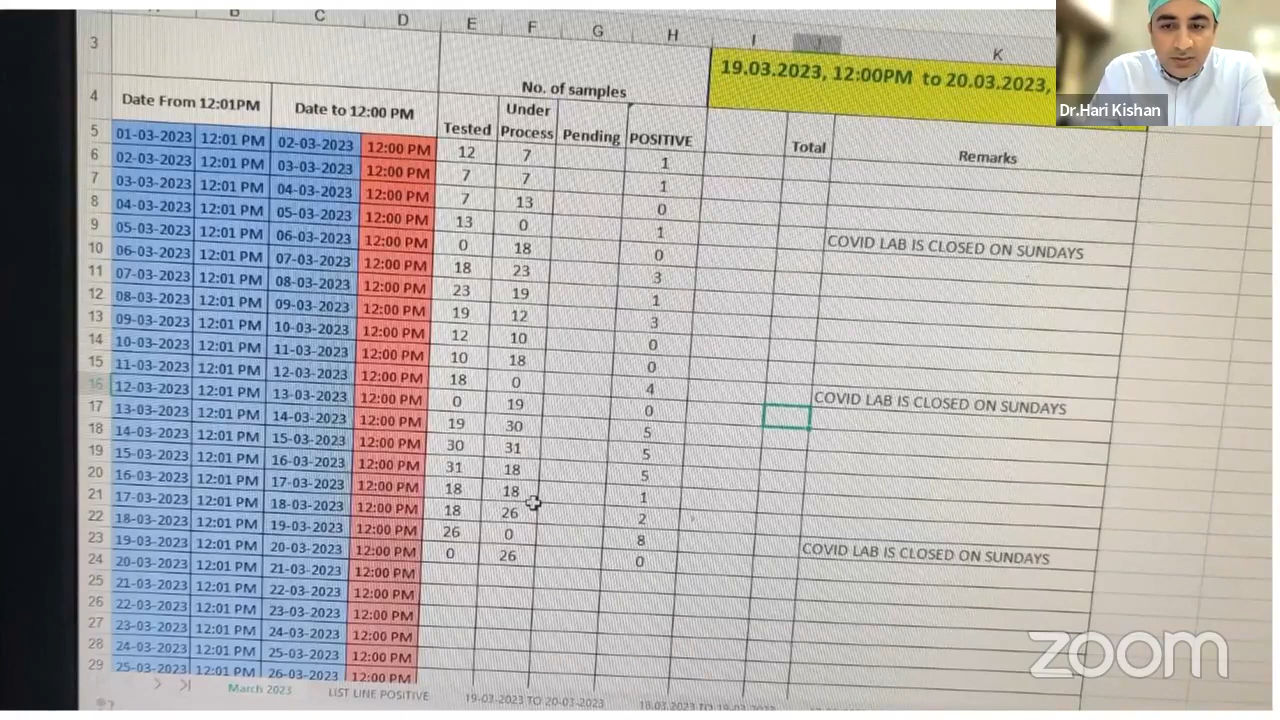 B C D E F G H I J K
3 19.03.2023, 12:00PM to 20.03.2023,
No. of samples
4 Date From 12:01PM Date to 12:00 PM Tested Under Process Pending POSITIVE Total Remarks
5 01-03-2023 12:01 PM 02-03-2023 12:00 PM 12 7 1
6 02-03-2023 12:01 PM 03-03-2023 12:00 PM 7 7 1
7 03-03-2023 12:01 PM 04-03-2023 12:00 PM 7 13 0
8 04-03-2023 12:01 PM 05-03-2023 12:00 PM 13 0 1
9 05-03-2023 12:01 PM 06-03-2023 12:00 PM 0 18 0 COVID LAB IS CLOSED ON SUNDAYS
10 06-03-2023 12:01 PM 07-03-2023 12:00 PM 18 23 3
11 07-03-2023 12:01 PM 08-03-2023 12:00 PM 23 19 1
12 08-03-2023 12:01 PM 09-03-2023 12:00 PM 19 12 3
13 09-03-2023 12:01 PM 10-03-2023 12:00 PM 12 10 0
14 10-03-2023 12:01 PM 11-03-2023 12:00 PM 10 18 0
15 11-03-2023 12:01 PM 12-03-2023 12:00 PM 18 0 4
16 12-03-2023 12:01 PM 13-03-2023 12:00 PM 0 19 0 COVID LAB IS CLOSED ON SUNDAYS
17 13-03-2023 12:01 PM 14-03-2023 12:00 PM 19 30 5
18 14-03-2023 12:01 PM 15-03-2023 12:00 PM 30 31 5
19 15-03-2023 12:01 PM 16-03-2023 12:00 PM 31 18 5
20 16-03-2023 12:01 PM 17-03-2023 12:00 PM 18 18 1
21 17-03-2023 12:01 PM 18-03-2023 12:00 PM 18 26 2
22 18-03-2023 12:01 PM 19-03-2023 12:00 PM 26 0 8
23 19-03-2023 12:01 PM 20-03-2023 12:00 PM 0 26 0 COVID LAB IS CLOSED ON SUNDAYS
24 20-03-2023 12:01 PM 21-03-2023 12:00 PM
25 21-03-2023 12:01 PM 22-03-2023 12:00 PM
26 22-03-2023 12:01 PM 23-03-2023 12:00 PM
27 23-03-2023 12:01 PM 24-03-2023 12:00 PM
28 24-03-2023 12:01 PM 25-03-2023 12:00 PM
29 25-03-2023 12:01 PM 26-03-2023 12:00 PM
March 2023 LIST LINE POSITIVE 19-03-2023 TO 20-03-2023 18.03.2023 TO 19.03.2023
Dr.Hari Kishan
zoom